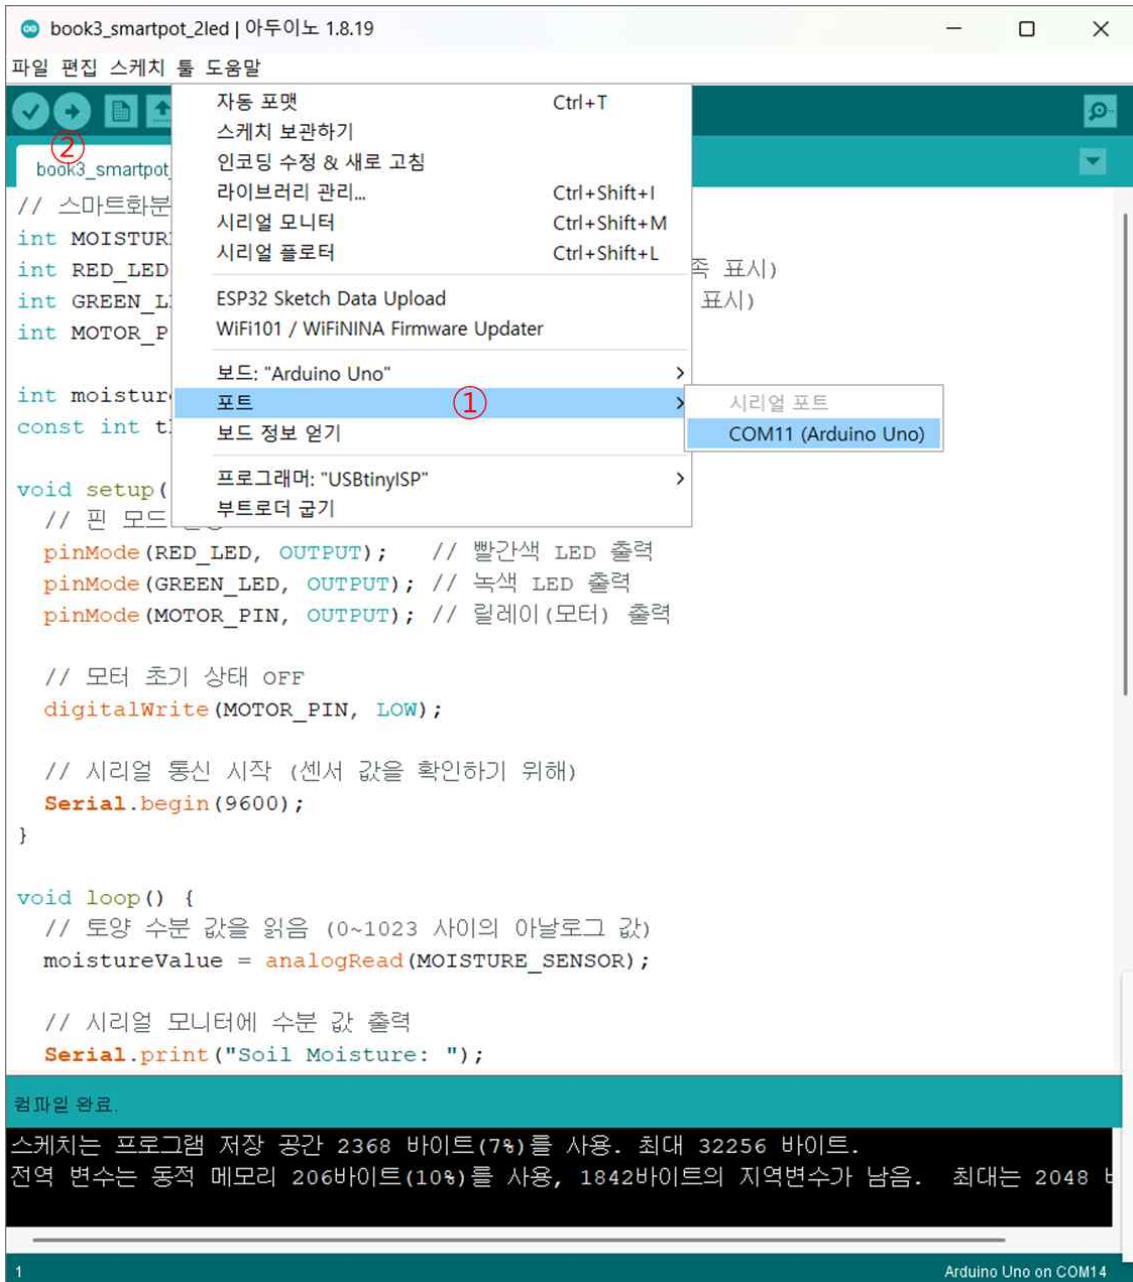 book3_smartpot_2led | 아두이노 1.8.19
파일 편집 스케치 툴 도움말
②
book3_smartpot_
자동 포맷 Ctrl+T
스케치 보관하기
인코딩 수정 & 새로 고침
라이브러리 관리... Ctrl+Shift+I
시리얼 모니터 Ctrl+Shift+M
시리얼 플로터 Ctrl+Shift+L
ESP32 Sketch Data Upload
WiFi101 / WiFiNINA Firmware Updater
보드: "Arduino Uno"
포트 ①
보드 정보 얻기
프로그래머: "USBtinyISP"
부트로더 굽기
시리얼 포트
COM11 (Arduino Uno)
// 스마트화분
int MOISTUR
int RED_LED 족 표시)
int GREEN_L 표시)
int MOTOR_P
int moistur
const int t
void setup(
// 핀 모드
pinMode(RED_LED, OUTPUT); // 빨간색 LED 출력
pinMode(GREEN_LED, OUTPUT); // 녹색 LED 출력
pinMode(MOTOR_PIN, OUTPUT); // 릴레이(모터) 출력
// 모터 초기 상태 OFF
digitalWrite(MOTOR_PIN, LOW);
// 시리얼 통신 시작 (센서 값을 확인하기 위해)
Serial.begin(9600);
}
void loop() {
// 토양 수분 값을 읽음 (0~1023 사이의 아날로그 값)
moistureValue = analogRead(MOISTURE_SENSOR);
// 시리얼 모니터에 수분 값 출력
Serial.print("Soil Moisture: ");
컴파일 완료.
스케치는 프로그램 저장 공간 2368 바이트(7%)를 사용. 최대 32256 바이트.
전역 변수는 동적 메모리 206바이트(10%)를 사용, 1842바이트의 지역변수가 남음. 최대는 2048
1 Arduino Uno on COM14